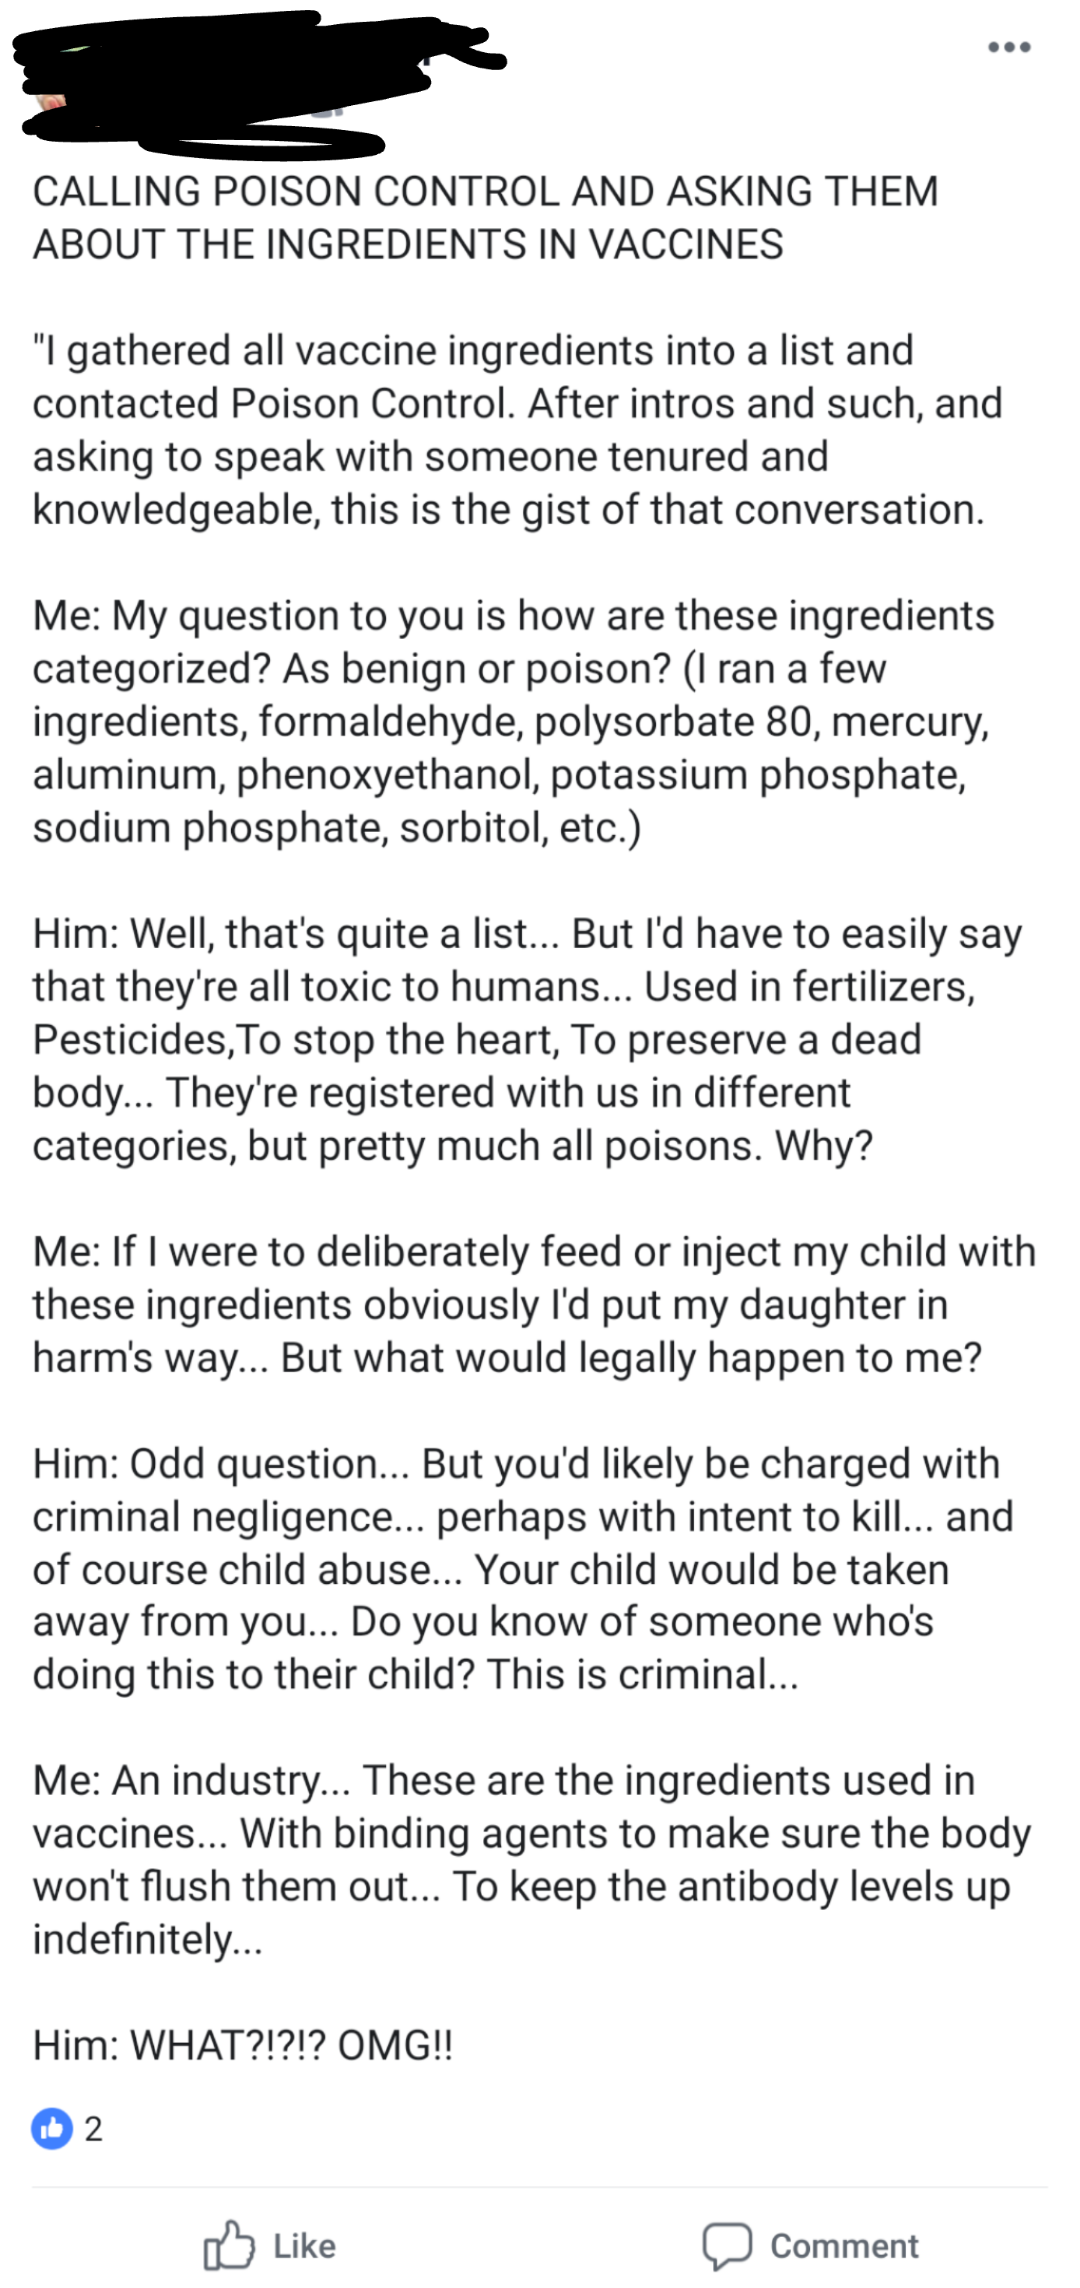 CALLING POISON CONTROL AND ASKING THEM
ABOUT THE INGREDIENTS IN VACCINES
"I gathered all vaccine ingredients into a list and
contacted Poison Control. After intros and such, and
asking to speak with someone tenured and
knowledgeable, this is the gist of that conversation.
Me: My question to you is how are these ingredients
categorized? As benign or poison? (I ran a few
ingredients, formaldehyde, polysorbate 80, mercury,
aluminum, phenoxyethanol, potassium phosphate,
sodium phosphate, sorbitol, etc.)
Him: Well, that's quite a list... But I'd have to easily say
that they're all toxic to humans... Used in fertilizers,
Pesticides,To stop the heart, To preserve a dead
body... They're registered with us in different
categories, but pretty much all poisons. Why?
Me: If I were to deliberately feed or inject my child with
these ingredients obviously I'd put my daughter in
harm's way... But what would legally happen to me?
Him: Odd question... But you'd likely be charged with
criminal negligence... perhaps with intent to kill... and
of course child abuse... Your child would be taken
away from you... Do you know of someone who's
doing this to their child? This is criminal...
Me: An industry... These are the ingredients used in
vaccines... With binding agents to make sure the body
won't flush them out... To keep the antibody levels up
indefinitely...
Him: WHAT?!?!? OMG!!
2
Like
Comment